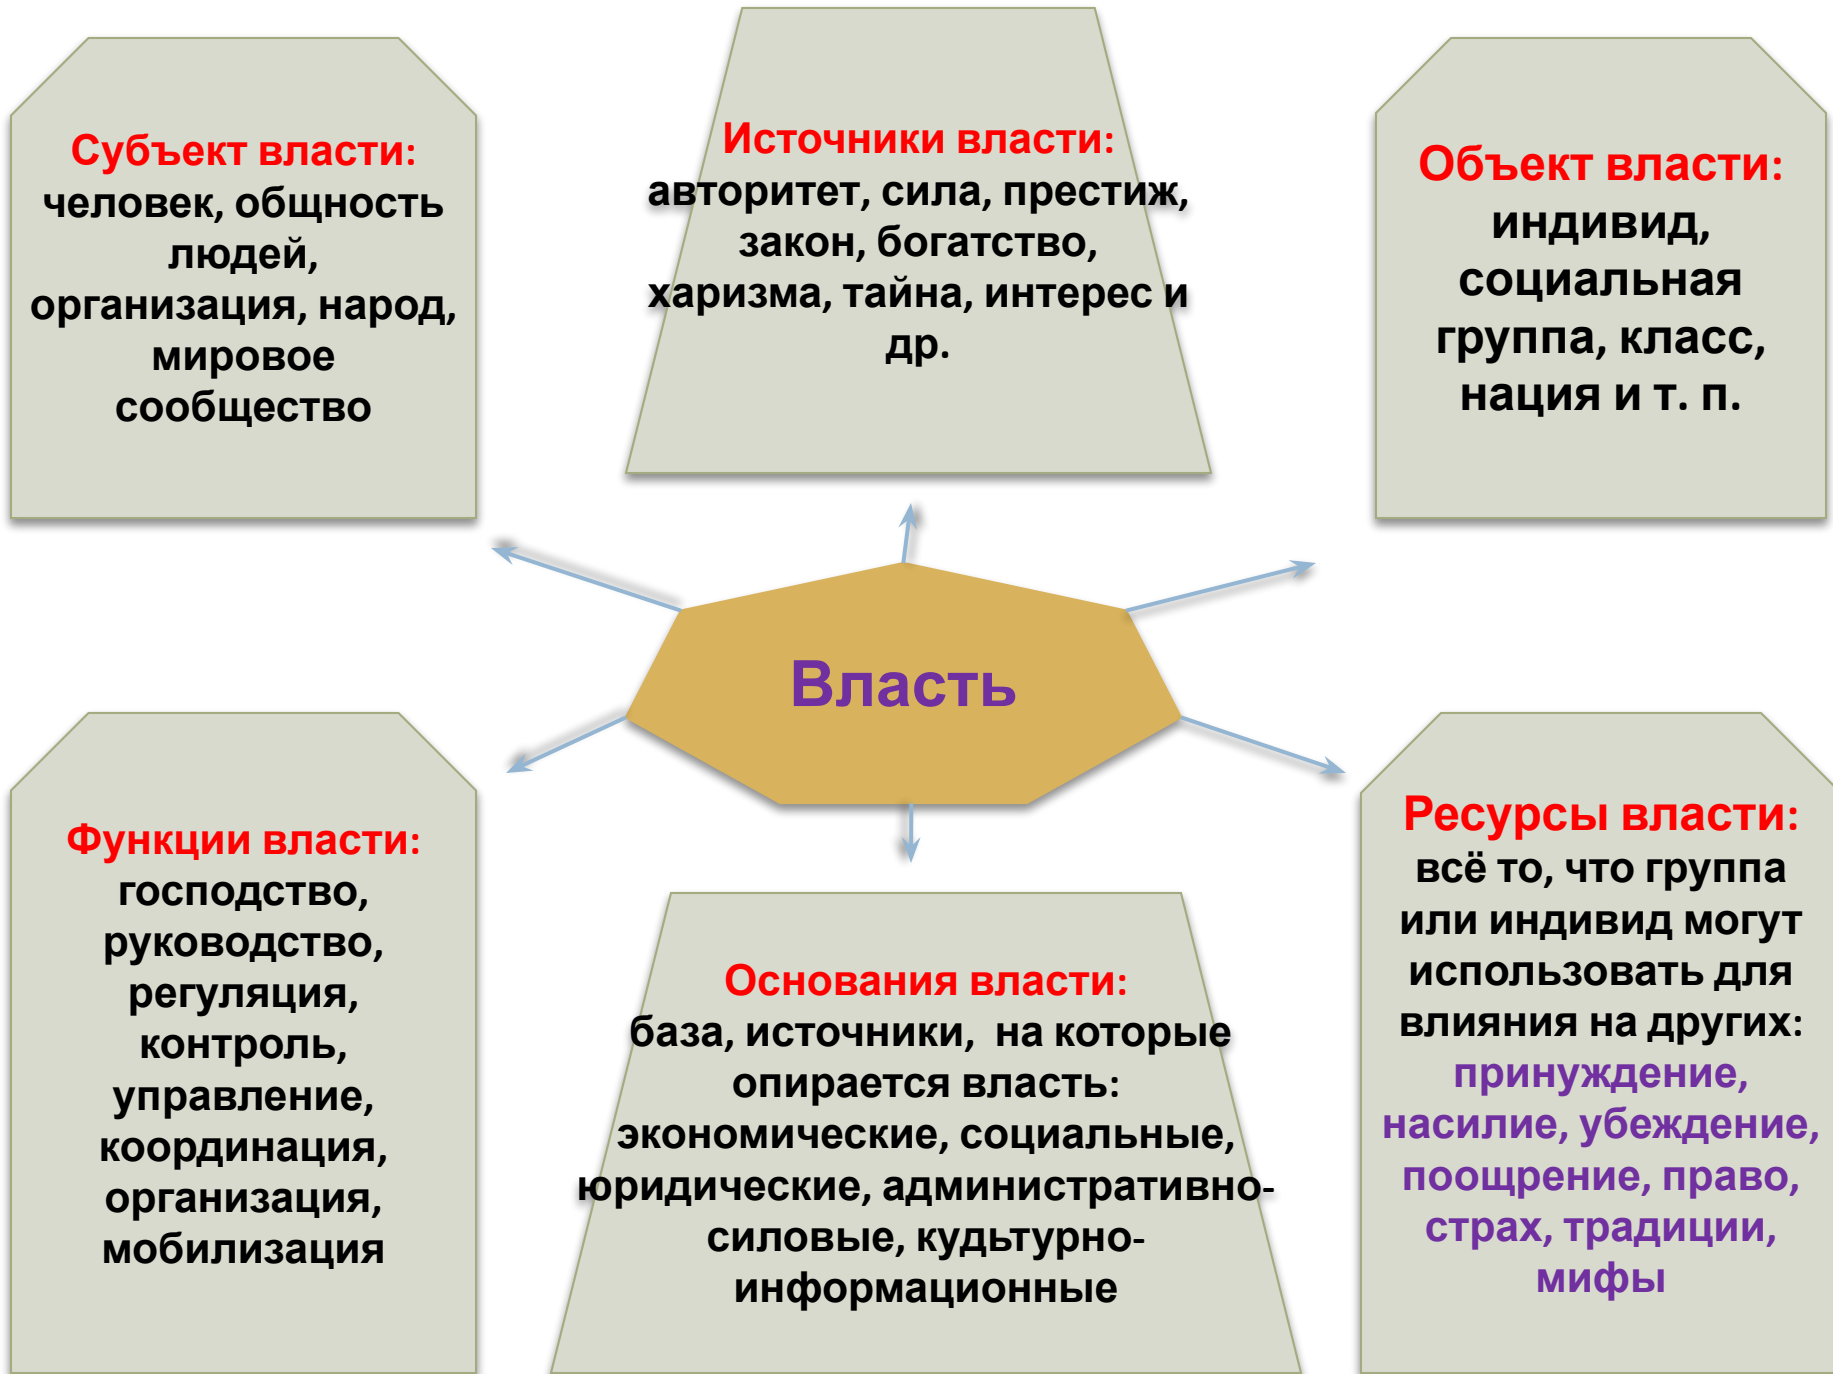 Субъект власти:
человек, общность
людей,
организация, народ,
мировое
сообщество
Источники власти:
авторитет, сила, престиж,
закон, богатство,
харизма, тайна, интерес и
др.
Объект власти:
индивид,
социальная
группа, класс,
нация и т. п.
Власть
Функции власти:
господство,
руководство,
регуляция,
контроль,
управление,
координация,
организация,
мобилизация
Основания власти:
база, источники, на которые
опирается власть:
экономические, социальные,
юридические, административно-
силовые, кудьтурно-
информационные
Ресурсы власти:
всё то, что группа
или индивид могут
использовать для
влияния на других:
принуждение,
насилие, убеждение,
поощрение, право,
страх, традиции,
мифы